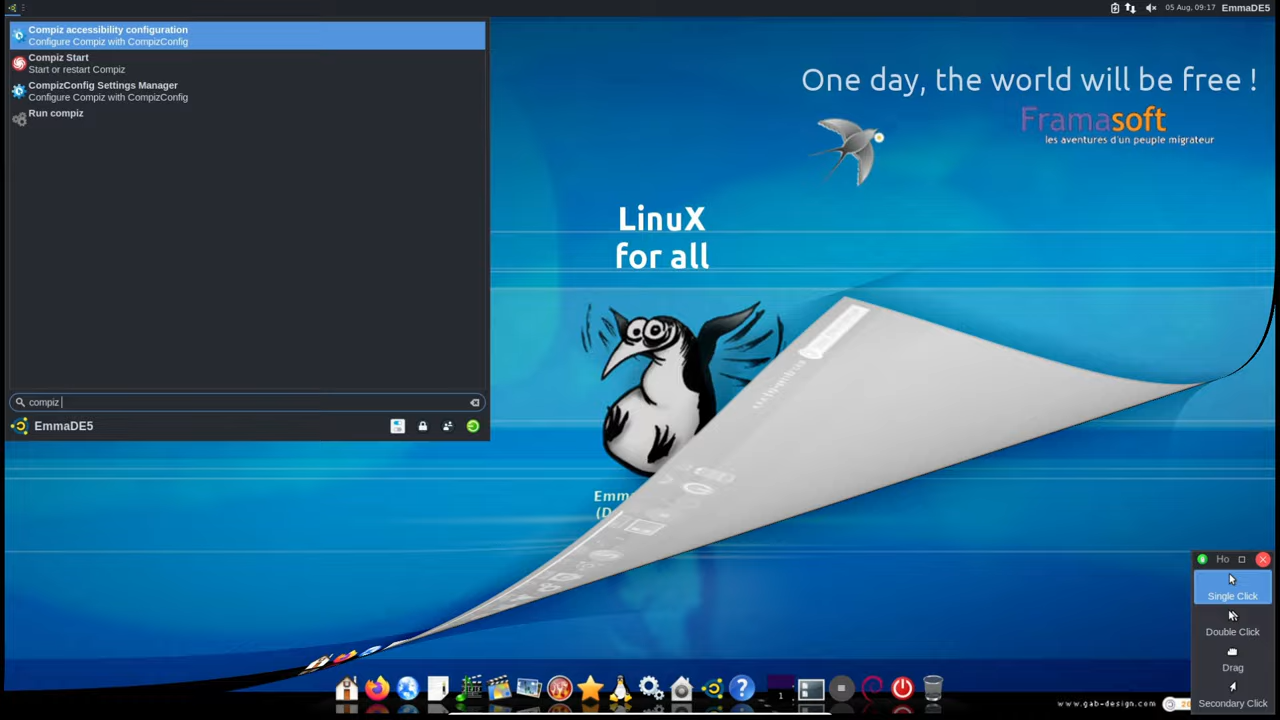 05 Aug, 09:17 EmmaDE5
Compiz accessibility configuration
Configure Compiz with CompizConfig
Compiz Start
Start or restart Compiz
CompizConfig Settings Manager
Configure Compiz with CompizConfig
Run compiz
compiz
EmmaDE5
One day, the world will be free !
Framasoft
les aventures d'un peuple migrateur
LinuX
for all
Emm
(D
Ho
Single Click
Double Click
Drag
Secondary Click
1
www.gab-design.com